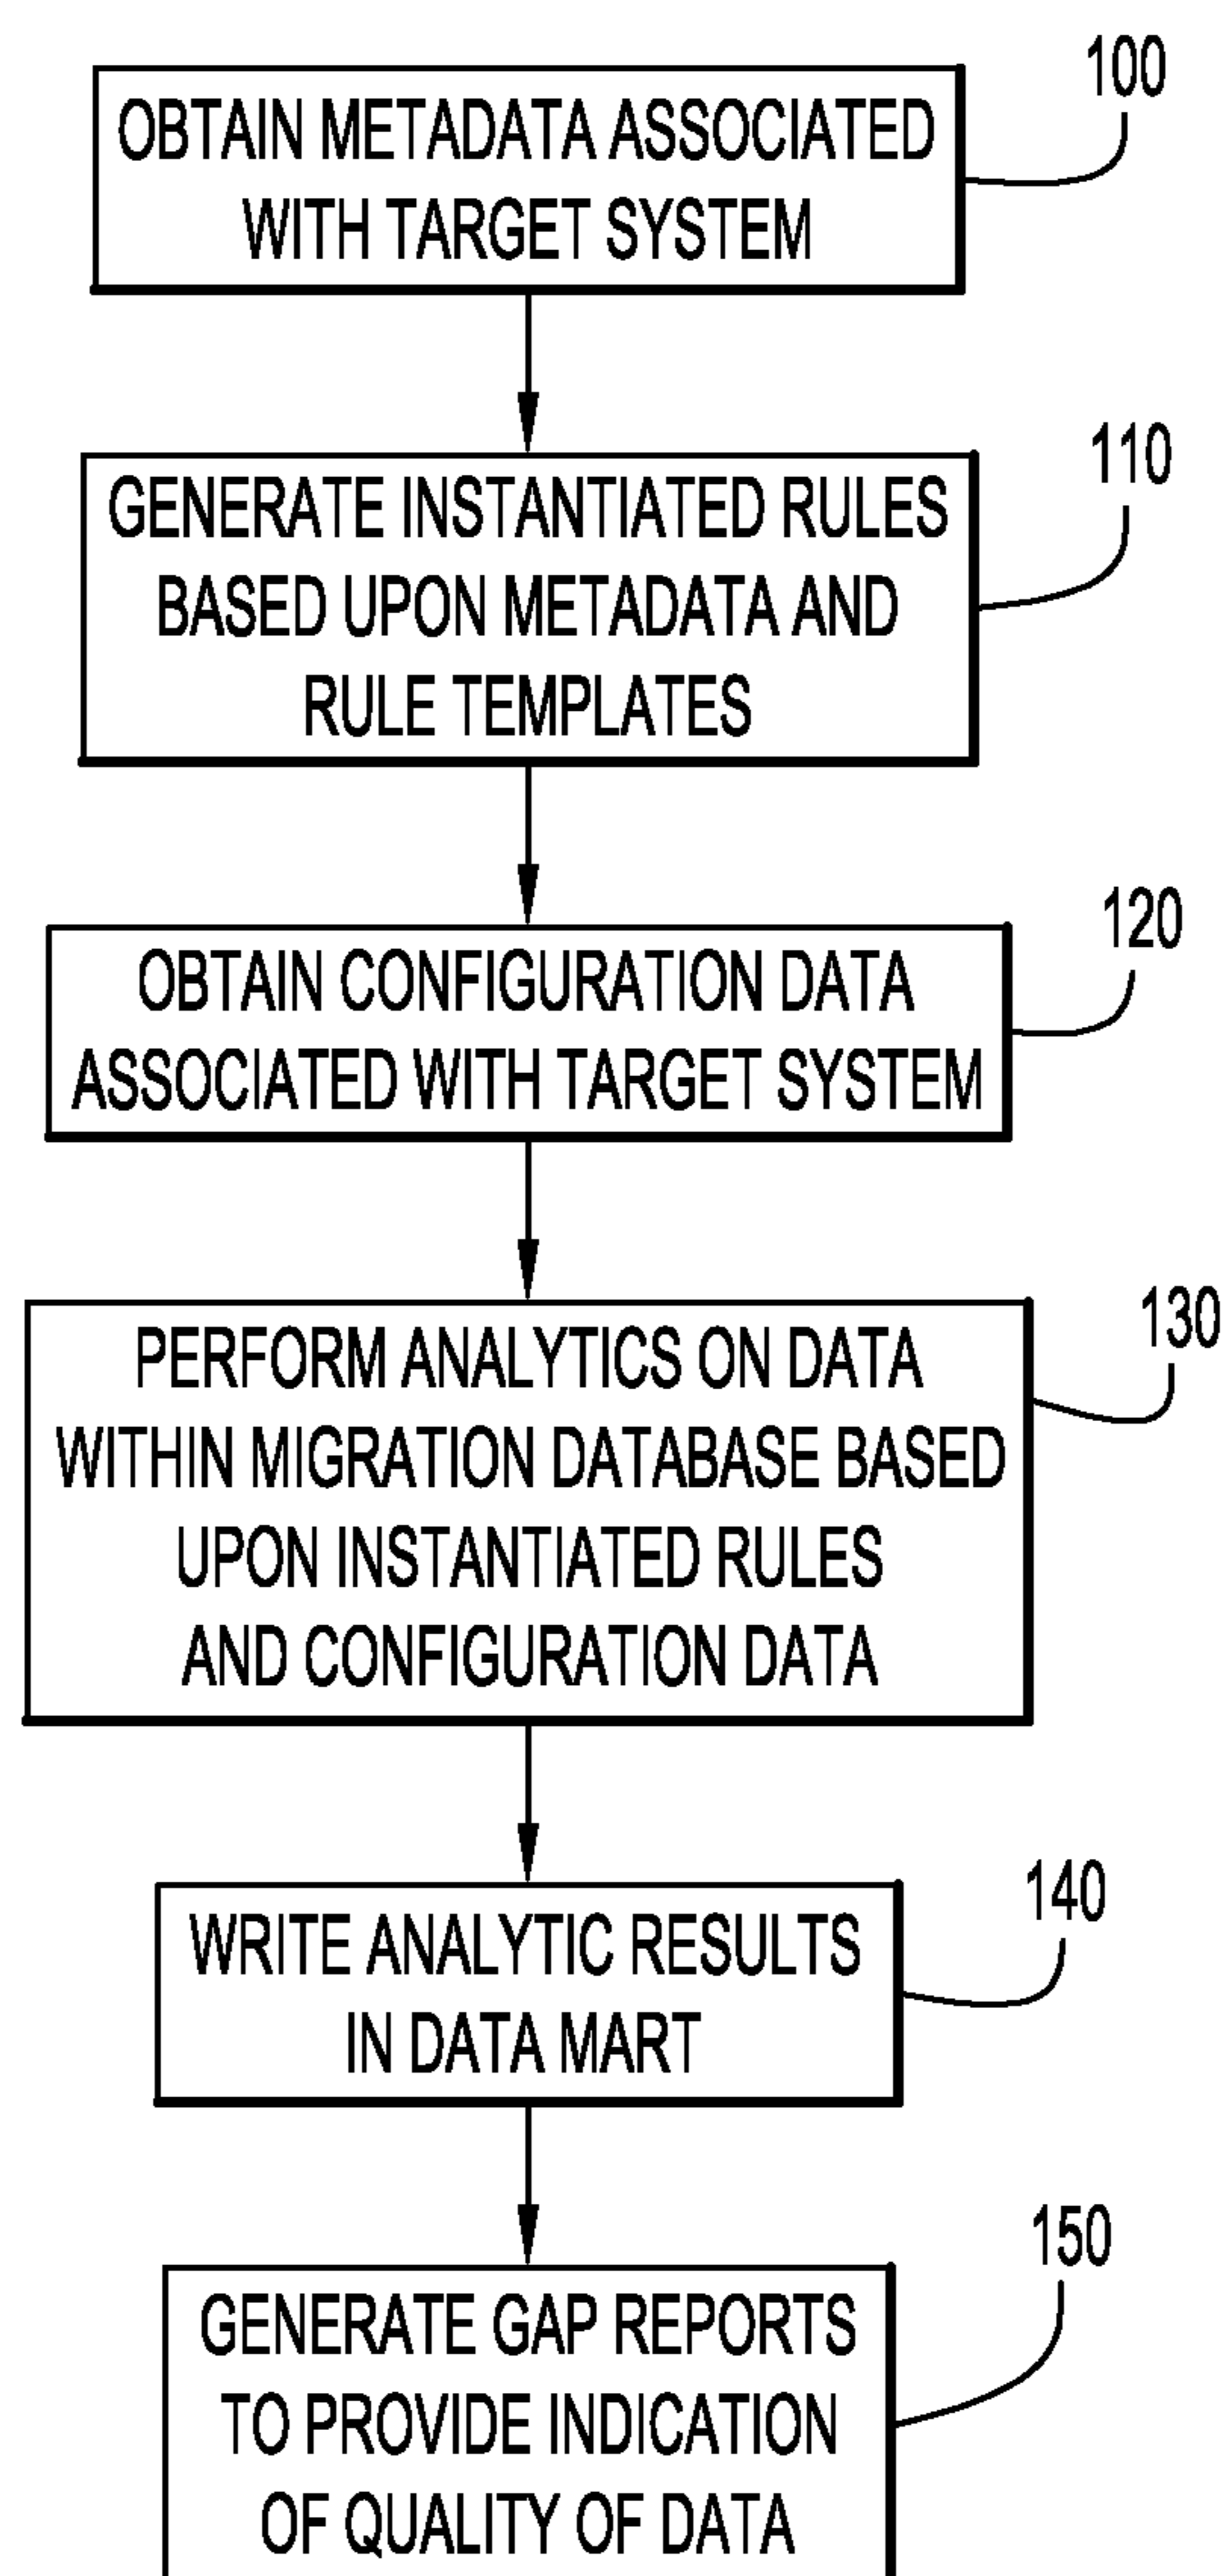 100
OBTAIN METADATA ASSOCIATED
WITH TARGET SYSTEM
110
GENERATE INSTANTIATED RULES
BASED UPON METADATA AND
RULE TEMPLATES
120
OBTAIN CONFIGURATION DATA
ASSOCIATED WITH TARGET SYSTEM
130
PERFORM ANALYTICS ON DATA
WITHIN MIGRATION DATABASE BASED
UPON INSTANTIATED RULES
AND CONFIGURATION DATA
140
WRITE ANALYTIC RESULTS
IN DATA MART
150
GENERATE GAP REPORTS
TO PROVIDE INDICATION
OF QUALITY OF DATA